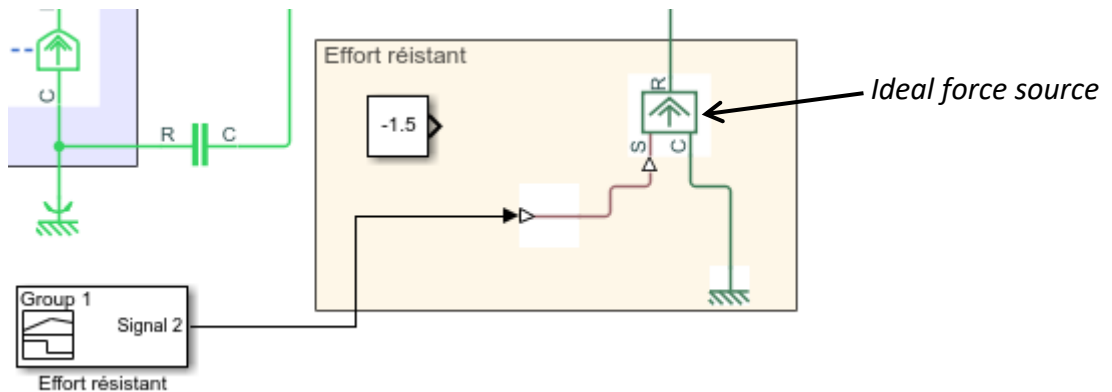 Effort réistant
Ideal force source
-1.5
R
S
C
C
R C
Group 1
Signal 2
Effort résistant